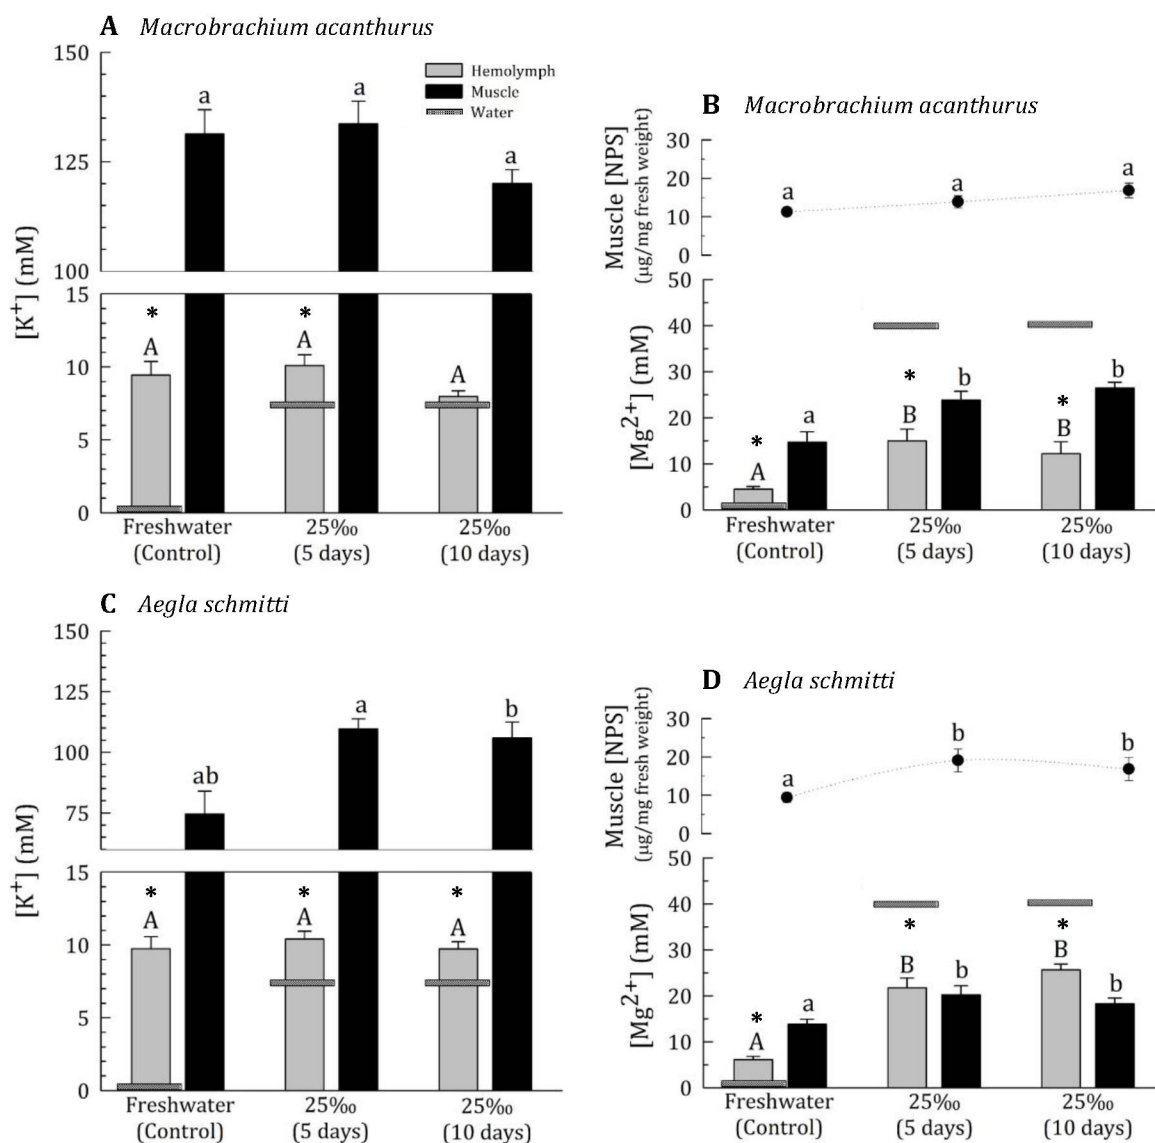 A Macrobrachium acanthurus
150
125
100
15
10
5
0
[K⁺] (mM)
Hemolymph
Muscle
Water
a
a
a
*
*
A
A
A
Freshwater
(Control)
25‰
(5 days)
25‰
(10 days)
B Macrobrachium acanthurus
Muscle [NPS]
(µg/mg fresh weight)
30
20
10
0
a
a
a
50
40
30
20
10
0
[Mg²⁺] (mM)
*
*
*
A
a
B
b
B
b
Freshwater
(Control)
25‰
(5 days)
25‰
(10 days)
C Aegla schmitti
150
125
100
75
15
10
5
0
[K⁺] (mM)
ab
a
b
*
*
*
A
A
A
Freshwater
(Control)
25‰
(5 days)
25‰
(10 days)
D Aegla schmitti
Muscle [NPS]
(µg/mg fresh weight)
30
20
10
0
a
b
b
50
40
30
20
10
0
[Mg²⁺] (mM)
*
*
*
A
a
B
b
B
b
Freshwater
(Control)
25‰
(5 days)
25‰
(10 days)